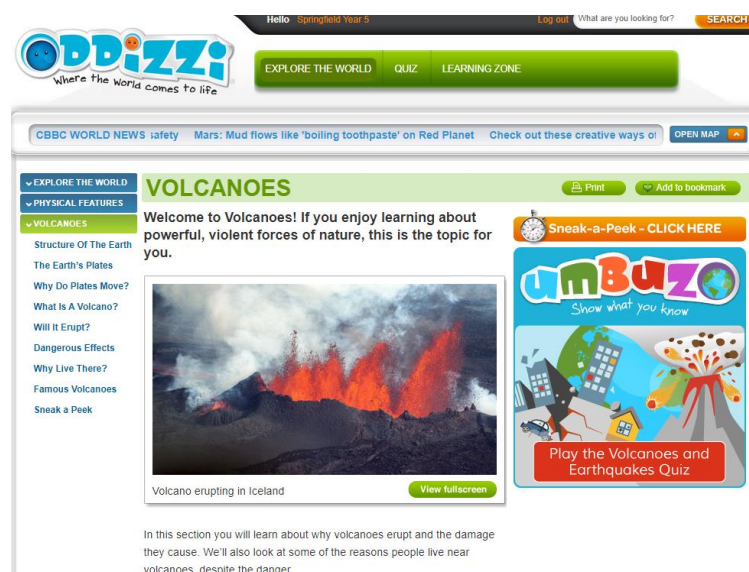 Hello Springfield Year 5
Log out
What are you looking for?
SEARCH
ODDiZZi
Where the World comes to life
EXPLORE THE WORLD QUIZ LEARNING ZONE
CBBC WORLD NEWS safety Mars: Mud flows like 'boiling toothpaste' on Red Planet Check out these creative ways of
OPEN MAP
EXPLORE THE WORLD
PHYSICAL FEATURES
VOLCANOES
Structure Of The Earth
The Earth's Plates
Why Do Plates Move?
What Is A Volcano?
Will It Erupt?
Dangerous Effects
Why Live There?
Famous Volcanoes
Sneak a Peek
VOLCANOES
Print
Add to bookmark
Welcome to Volcanoes! If you enjoy learning about
powerful, violent forces of nature, this is the topic for
you.
Volcano erupting in Iceland
View fullscreen
In this section you will learn about why volcanoes erupt and the damage
they cause. We'll also look at some of the reasons people live near
volcanoes, despite the danger.
Sneak-a-Peek - CLICK HERE
umBuzo
Show what you know
Play the Volcanoes and
Earthquakes Quiz